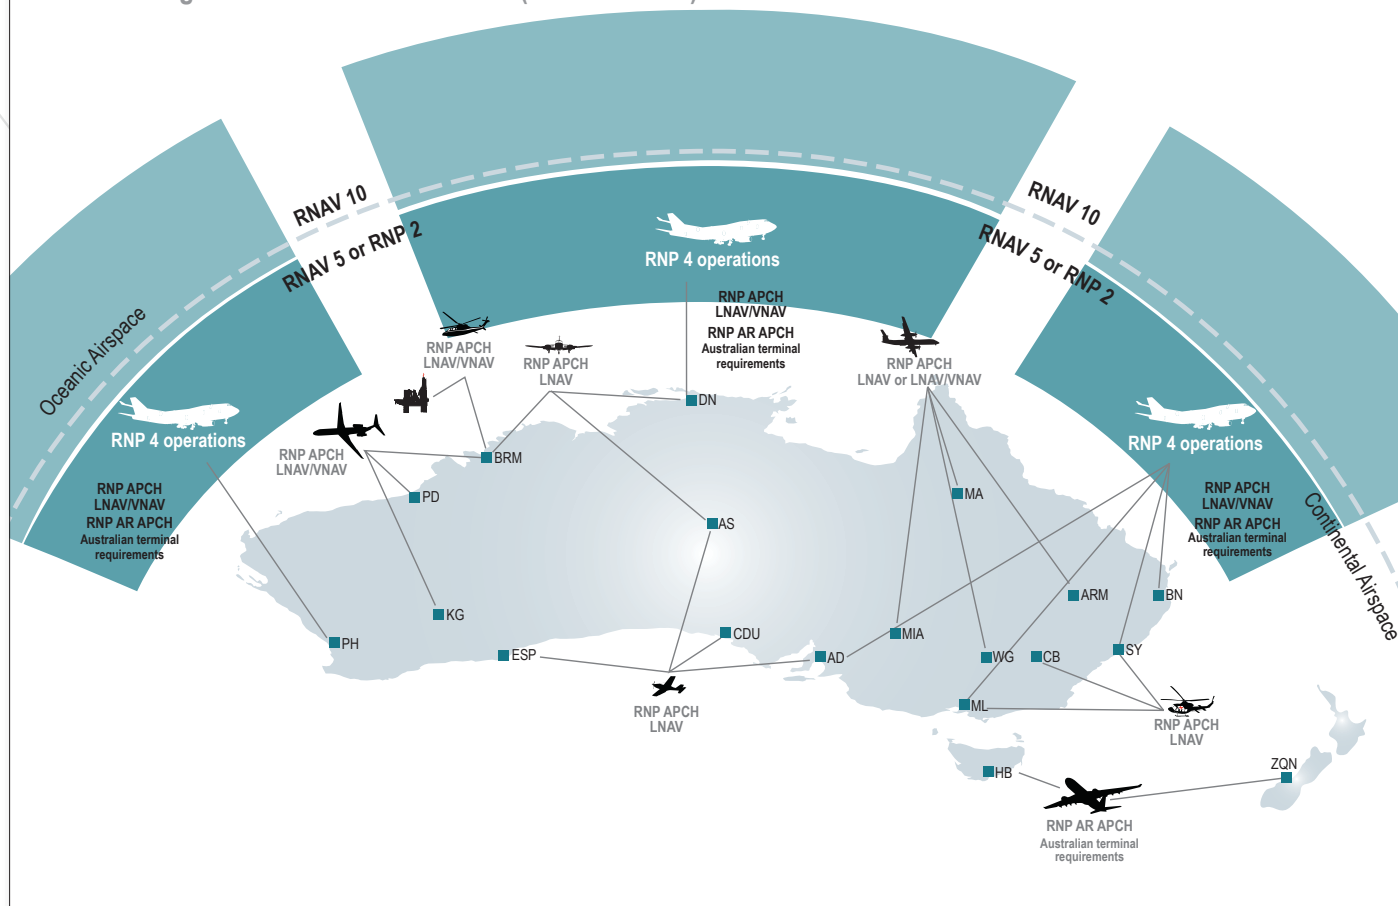 RNAV 10
RNAV 5 or RNP 2
RNAV 10
RNAV 5 or RNP 2
Oceanic Airspace
Continental Airspace
RNP 4 operations
RNP APCH
LNAV/VNAV
RNP AR APCH
Australian terminal
requirements
RNP 4 operations
RNP APCH
LNAV/VNAV
RNP AR APCH
Australian terminal
requirements
RNP 4 operations
RNP APCH
LNAV/VNAV
RNP AR APCH
Australian terminal
requirements
RNP APCH
LNAV/VNAV
RNP APCH
LNAV
RNP APCH
LNAV or LNAV/VNAV
RNP APCH
LNAV/VNAV
DN
BRM
PD
MA
AS
KG
ARM
BN
PH
ESP
CDU
MIA
AD
WG
CB
SY
ML
RNP APCH
LNAV
RNP APCH
LNAV
HB
ZQN
RNP AR APCH
Australian terminal
requirements